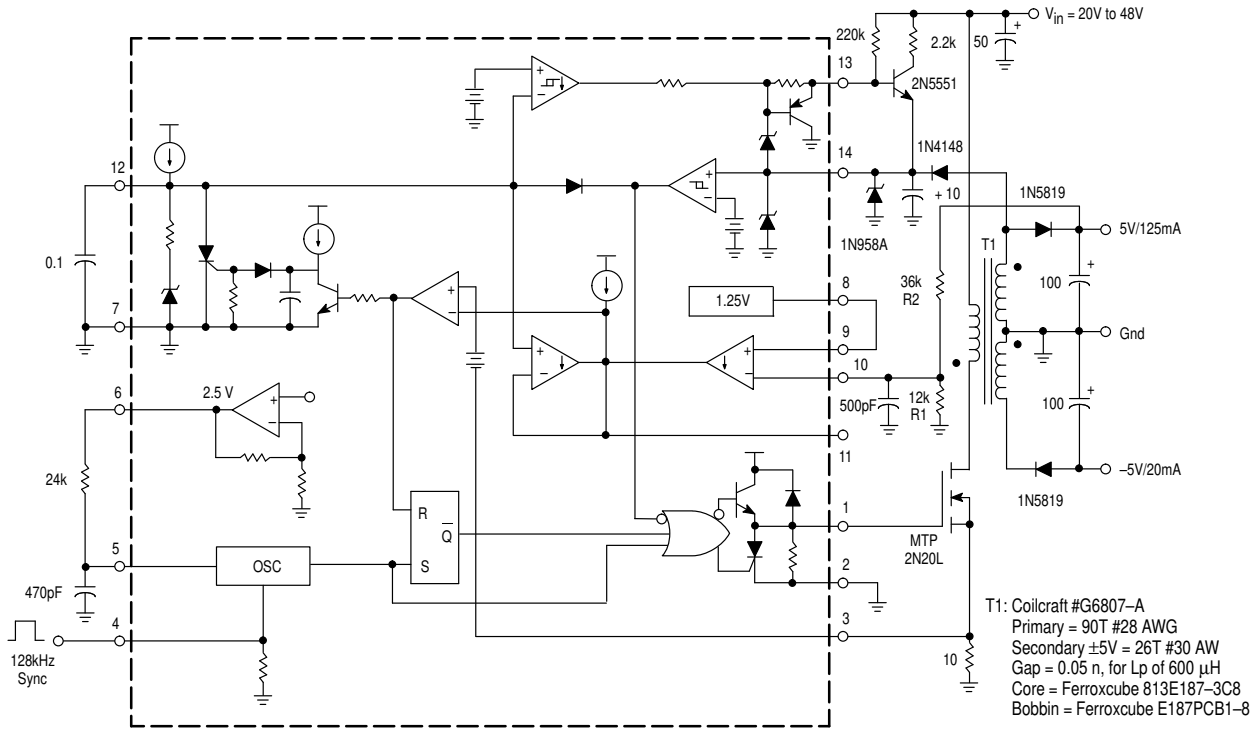 Vin = 20V to 48V
220k
2.2k
50
+
13
2N5551
+
−
12
14
1N4148
+
−
+ 10
1N5819
5V/125mA
1N958A
T1
0.1
36k
R2
100
+
8
1.25V
+
−
7
9
Gnd
+
−
+
−
10
6
2.5 V
+
−
500pF
12k
R1
100
+
11
24k
−5V/20mA
1N5819
R
Q
S
1
MTP
2N20L
5
OSC
2
470pF
4
3
128kHz
Sync
10
T1: Coilcraft #G6807–A
Primary = 90T #28 AWG
Secondary ±5V = 26T #30 AW
Gap = 0.05 n, for Lp of 600 μH
Core = Ferroxcube 813E187–3C8
Bobbin = Ferroxcube E187PCB1–8